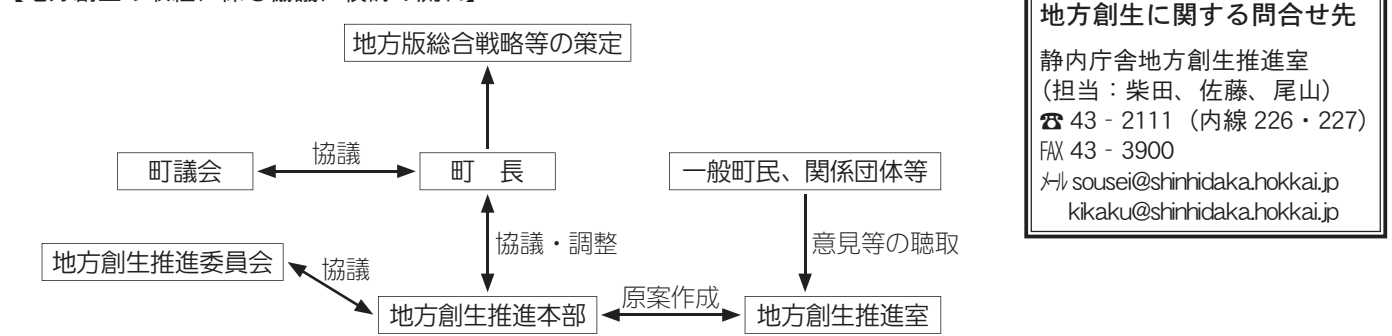 地方版総合戦略等の策定
町議会
協議
町　長
一般町民、関係団体等
地方創生推進委員会
協議
協議・調整
意見等の聴取
地方創生推進本部
原案作成
地方創生推進室
地方創生に関する問合せ先
静内庁舎地方創生推進室
（担当：柴田、佐藤、尾山）
☎ 43‐2111（内線 226・227）
FAX 43‐3900
メール sousei@shinhidaka.hokkai.jp
kikaku@shinhidaka.hokkai.jp